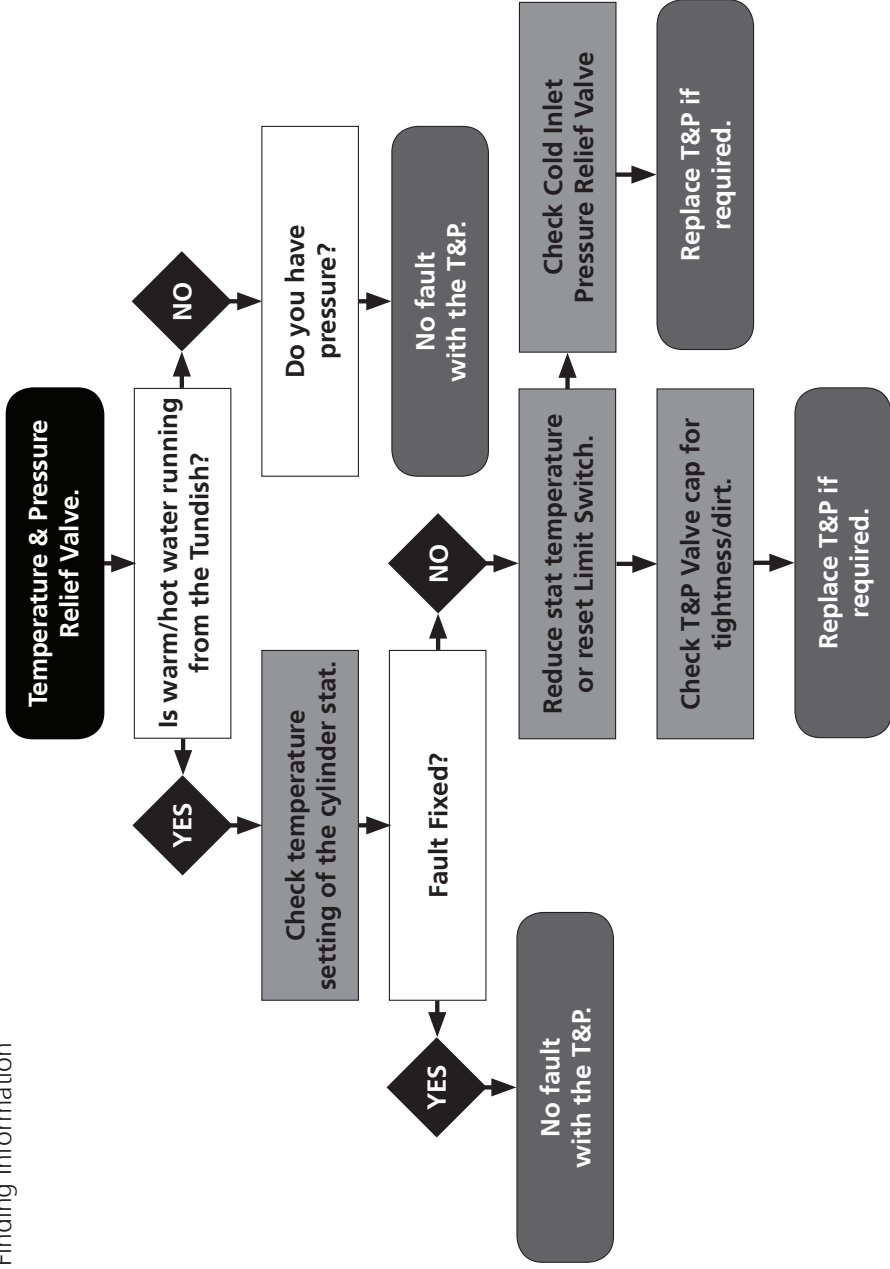 Finding Information
Temperature & Pressure
Relief Valve.
Is warm/hot water running
from the Tundish?
YES
NO
Check temperature
setting of the cylinder stat.
Do you have
pressure?
Fault Fixed?
No fault
with the T&P.
YES
NO
No fault
with the T&P.
Reduce stat temperature
or reset Limit Switch.
Check Cold Inlet
Pressure Relief Valve
Check T&P Valve cap for
tightness/dirt.
Replace T&P if
required.
Replace T&P if
required.